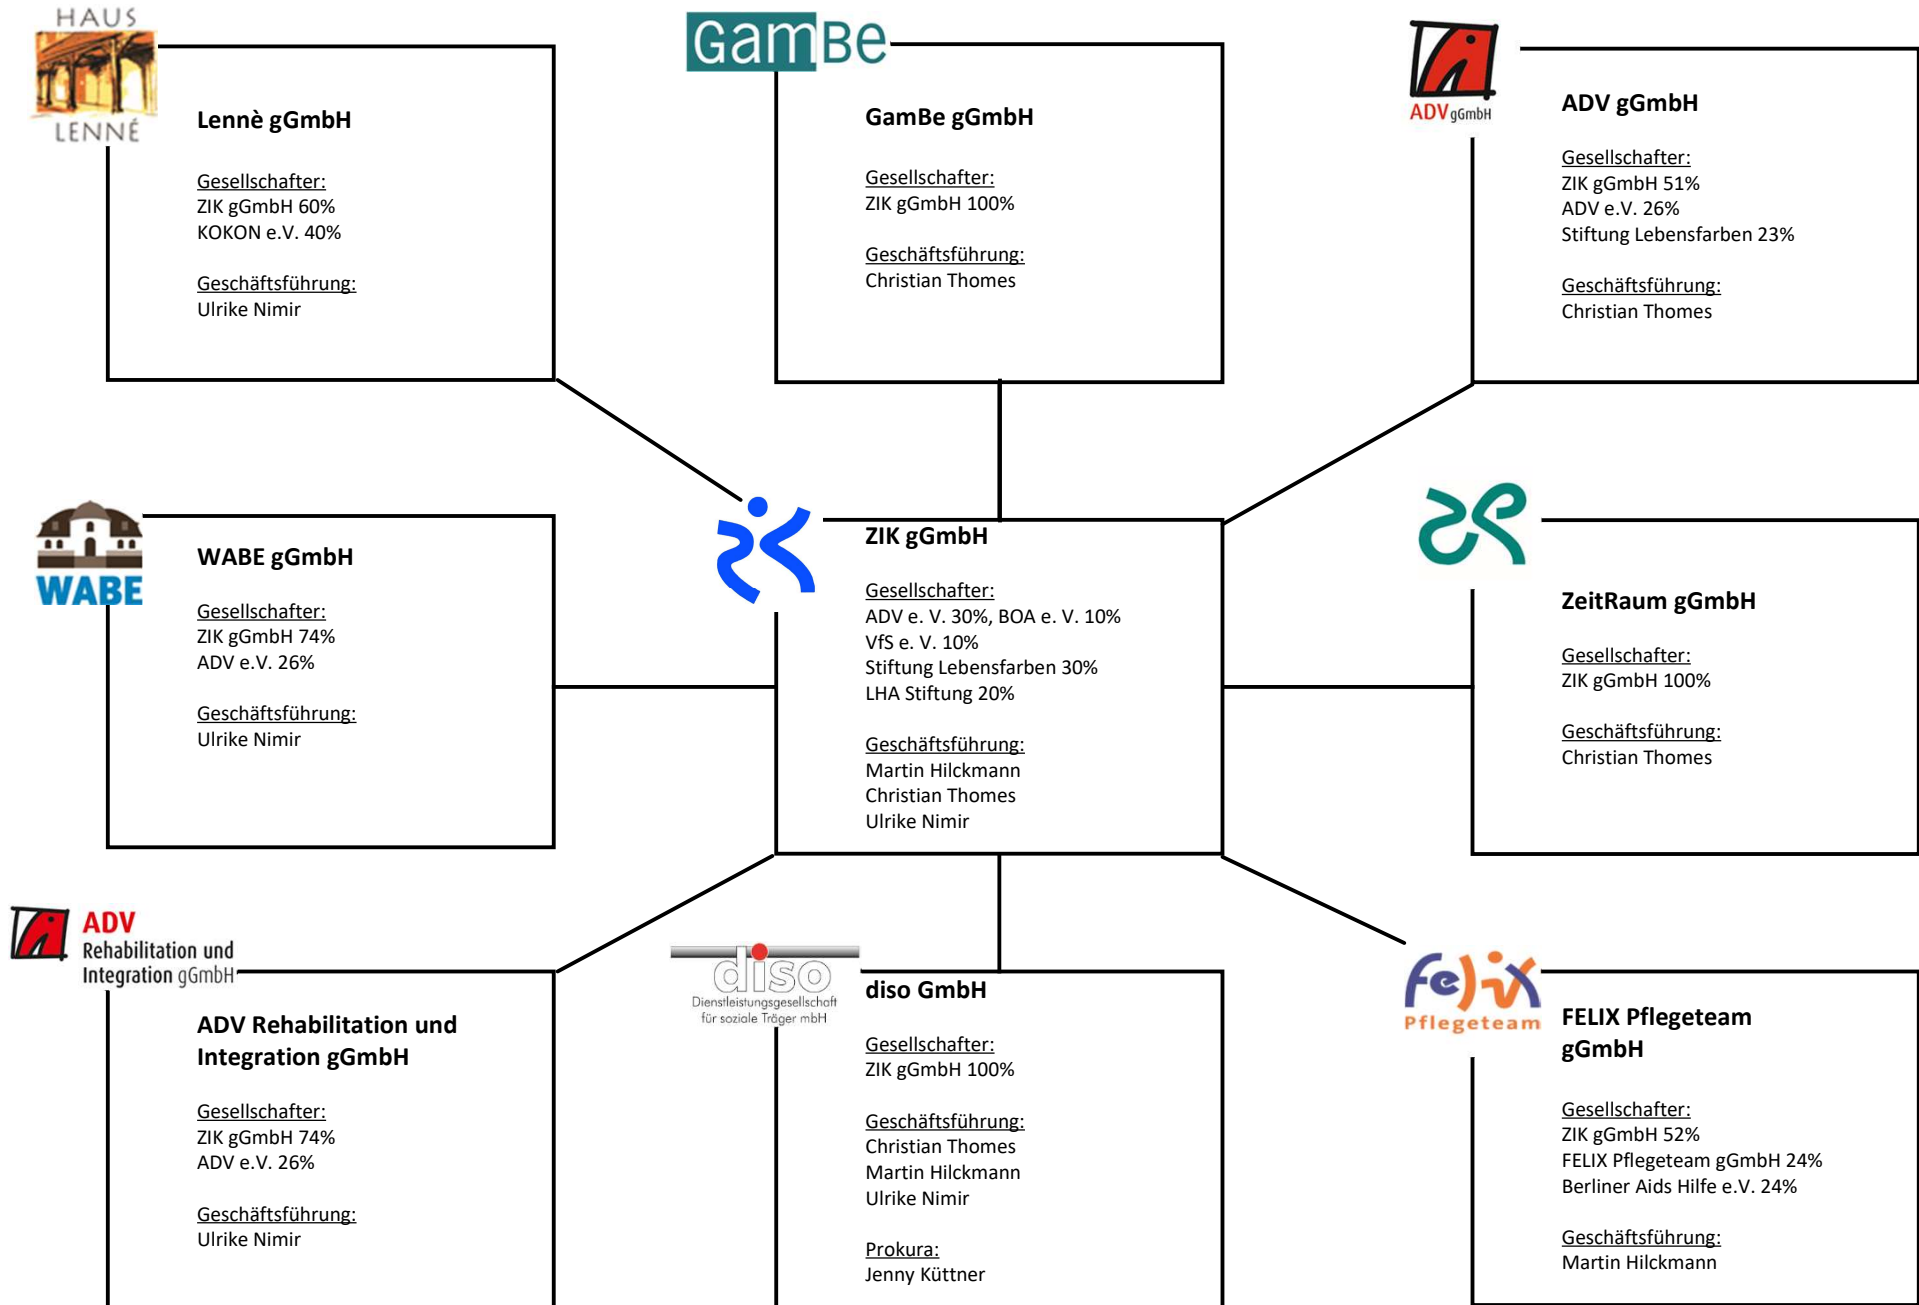 HAUS
LENNÉ
Lennè gGmbH
Gesellschafter:
ZIK gGmbH 60%
KOKON e.V. 40%
Geschäftsführung:
Ulrike Nimir
GamBe
GamBe gGmbH
Gesellschafter:
ZIK gGmbH 100%
Geschäftsführung:
Christian Thomes
ADV gGmbH
ADV gGmbH
Gesellschafter:
ZIK gGmbH 51%
ADV e.V. 26%
Stiftung Lebensfarben 23%
Geschäftsführung:
Christian Thomes
WABE
WABE gGmbH
Gesellschafter:
ZIK gGmbH 74%
ADV e.V. 26%
Geschäftsführung:
Ulrike Nimir
ZIK gGmbH
Gesellschafter:
ADV e. V. 30%, BOA e. V. 10%
VfS e. V. 10%
Stiftung Lebensfarben 30%
LHA Stiftung 20%
Geschäftsführung:
Martin Hilckmann
Christian Thomes
Ulrike Nimir
ZeitRaum gGmbH
Gesellschafter:
ZIK gGmbH 100%
Geschäftsführung:
Christian Thomes
ADV
Rehabilitation und
Integration gGmbH
ADV Rehabilitation und
Integration gGmbH
Gesellschafter:
ZIK gGmbH 74%
ADV e.V. 26%
Geschäftsführung:
Ulrike Nimir
diso
Dienstleistungsgesellschaft
für soziale Träger mbH
diso GmbH
Gesellschafter:
ZIK gGmbH 100%
Geschäftsführung:
Christian Thomes
Martin Hilckmann
Ulrike Nimir
Prokura:
Jenny Küttner
Felix
Pflegeteam
FELIX Pflegeteam
gGmbH
Gesellschafter:
ZIK gGmbH 52%
FELIX Pflegeteam gGmbH 24%
Berliner Aids Hilfe e.V. 24%
Geschäftsführung:
Martin Hilckmann